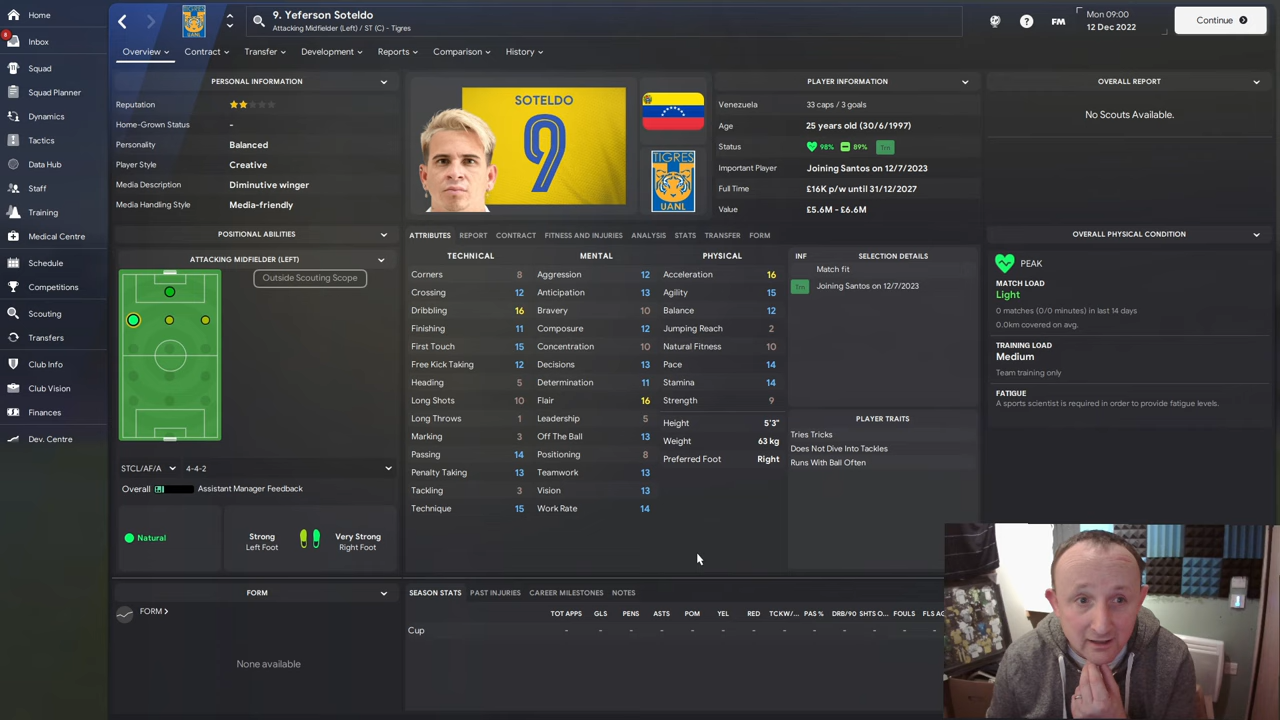 9. Yeferson Soteldo
Attacking Midfielder (Left) / ST (C) - Tigres
FM
Mon 09:00
12 Dec 2022
Continue
6
Inbox
Home
Squad
Squad Planner
Dynamics
Tactics
Data Hub
Staff
Training
Medical Centre
Schedule
Competitions
Scouting
Transfers
Club Info
Club Vision
Finances
Dev. Centre
Overview
Contract
Transfer
Development
Reports
Comparison
History
PERSONAL INFORMATION
Reputation
Home-Grown Status -
Personality Balanced
Player Style Creative
Media Description Diminutive winger
Media Handling Style Media-friendly
SOTELDO
9
TIGRES
UANL
PLAYER INFORMATION
Venezuela 33 caps / 3 goals
Age 25 years old (30/6/1997)
Status 98% 89% 1m
Important Player Joining Santos on 12/7/2023
Full Time £16K p/w until 31/12/2027
Value £5.6M - £6.6M
OVERALL REPORT
No Scouts Available.
POSITIONAL ABILITIES
ATTACKING MIDFIELDER (LEFT)
Outside Scouting Scope
STCL/AF/A 4-4-2
Overall Assistant Manager Feedback
Natural
Strong
Left Foot
Very Strong
Right Foot
ATTRIBUTES REPORT CONTRACT FITNESS AND INJURIES ANALYSIS STATS TRANSFER FORM
TECHNICAL
Corners 8
Crossing 12
Dribbling 16
Finishing 11
First Touch 15
Free Kick Taking 12
Heading 5
Long Shots 10
Long Throws 1
Marking 3
Passing 14
Penalty Taking 13
Tackling 3
Technique 15
MENTAL
Aggression 12
Anticipation 13
Bravery 10
Composure 12
Concentration 10
Decisions 13
Determination 11
Flair 16
Leadership 5
Off The Ball 13
Positioning 8
Teamwork 13
Vision 13
Work Rate 14
PHYSICAL
Acceleration 16
Agility 15
Balance 12
Jumping Reach 2
Natural Fitness 10
Pace 14
Stamina 14
Strength 9
Height 5'3"
Weight 63 kg
Preferred Foot Right
INF SELECTION DETAILS
Match fit
1m Joining Santos on 12/7/2023
PLAYER TRAITS
Tries Tricks
Does Not Dive Into Tackles
Runs With Ball Often
OVERALL PHYSICAL CONDITION
PEAK
MATCH LOAD
Light
0 matches (0/0 minutes) in last 14 days
0.0km covered on avg.
TRAINING LOAD
Medium
Team training only
FATIGUE
A sports scientist is required in order to provide fatigue levels.
FORM
FORM
None available
SEASON STATS PAST INJURIES CAREER MILESTONES NOTES
TOT APPS GLS PENS ASTS POM YEL RED TCKW/... PAS % DRB/90 SHTS O... FOULS FLS AG
Cup - - - - - - - - - - - - -